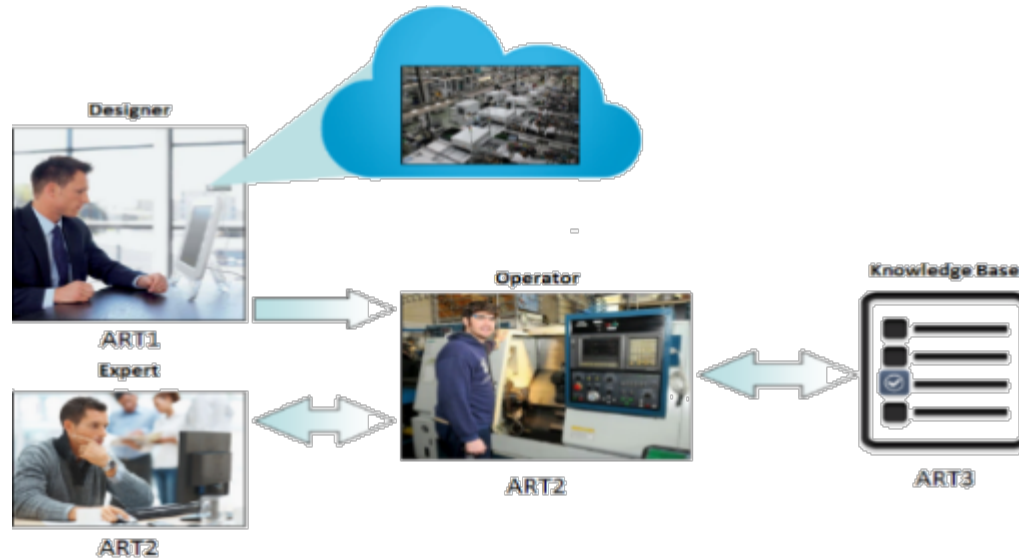 Designer
ART1
Operator
Knowledge Base
Expert
ART2
ART2
ART3